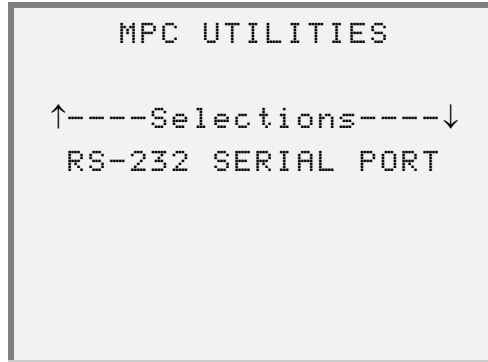 MPC UTILITIES
↑----Selections----↓
RS-232 SERIAL PORT